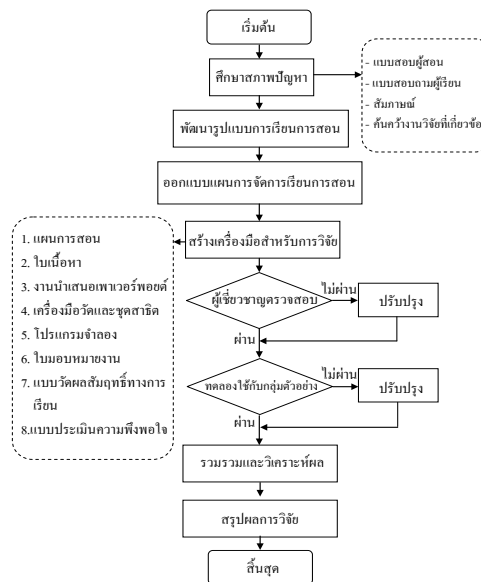 เริ่มต้น
ศึกษาสภาพปัญหา
- แบบสอบผู้สอน
- แบบสอบถามผู้เรียน
- สัมภาษณ์
- ค้นคว้างานวิจัยที่เกี่ยวข้อ
พัฒนารูปแบบการเรียนการสอน
ออกแบบแผนการจัดการเรียนการสอน
สร้างเครื่องมือสำหรับการวิจัย
1. แผนการสอน
2. ใบเนื้อหา
3. งานนำเสนอเพาเวอร์พอยต์
4. เครื่องมือวัดและชุดสาธิต
5. โปรแกรมจำลอง
6. ใบมอบหมายงาน
7. แบบวัดผลสัมฤทธิ์ทางการ
เรียน
8.แบบประเมินความพึงพอใจ
ผู้เชี่ยวชาญตรวจสอบ
ไม่ผ่าน
ปรับปรุง
ผ่าน
ทดลองใช้กับกลุ่มตัวอย่าง
ไม่ผ่าน
ปรับปรุง
ผ่าน
รวมรวมและวิเคราะห์ผล
สรุปผลการวิจัย
สิ้นสุด